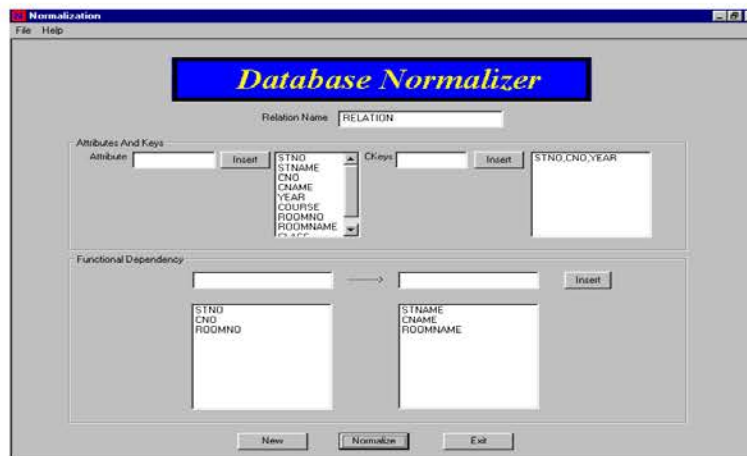 Normalization
File Help
Database Normalizer
Relation Name RELATION
Attributes And Keys
Attribute Insert CKeys Insert
STNO
STNAME
CNO
CNAME
YEAR
COURSE
ROOMNO
ROOMNAME
STNO,CNO,YEAR
Functional Dependency
-----> Insert
STNO
CNO
ROOMNO
STNAME
CNAME
ROOMNAME
New Normalize Exit